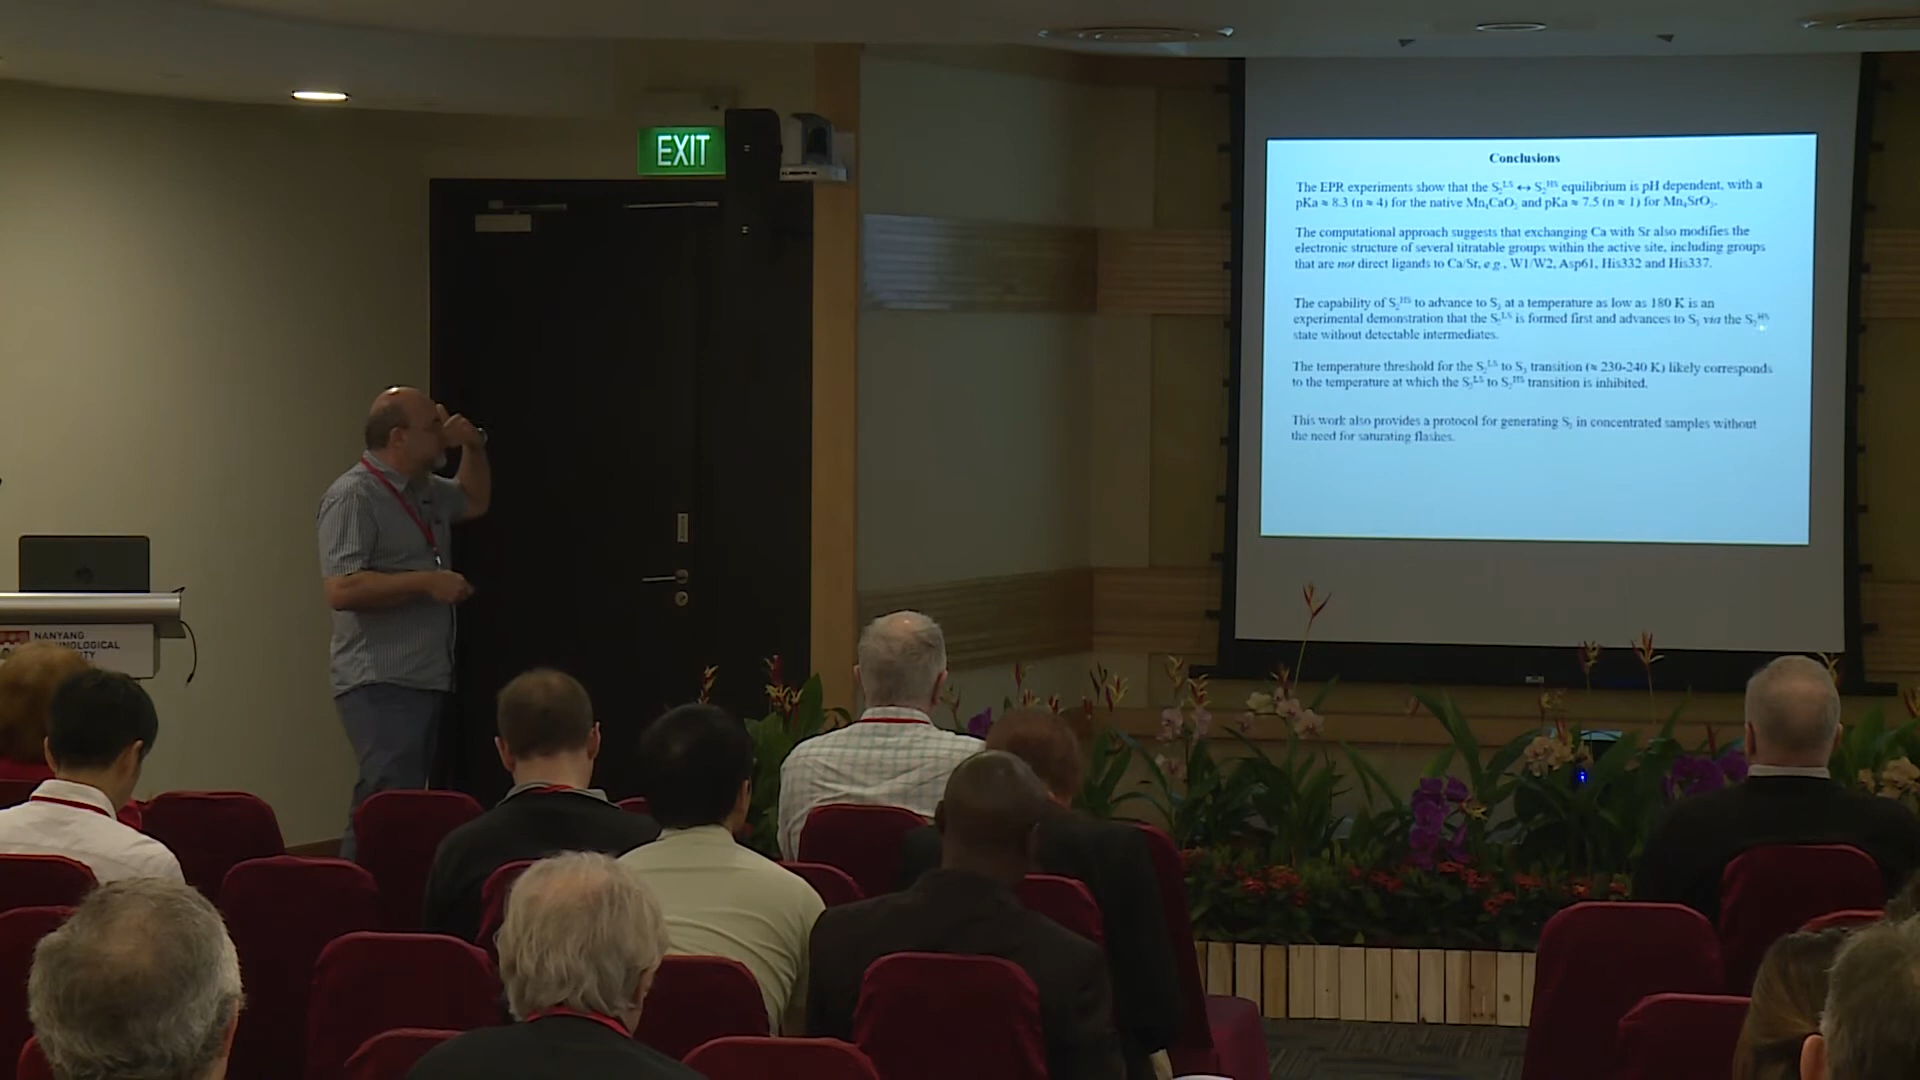 EXIT
Conclusions
The EPR experiments show that the S₂ᴸˢ ↔ S₂ᴴˢ equilibrium is pH dependent, with a
pKa ≈ 8.3 (n ≈ 4) for the native Mn₄CaO₅ and pKa ≈ 7.5 (n ≈ 1) for Mn₄SrO₅.
The computational approach suggests that exchanging Ca with Sr also modifies the
electronic structure of several titratable groups within the active site, including groups
that are not direct ligands to Ca/Sr, e.g., W1/W2, Asp61, His332 and His337.
The capability of S₂ᴴˢ to advance to S₃ at a temperature as low as 180 K is an
experimental demonstration that the S₂ᴸˢ is formed first and advances to S₃ via the S₂ᴴˢ
state without detectable intermediates.
The temperature threshold for the S₂ᴸˢ to S₃ transition (≈ 230-240 K) likely corresponds
to the temperature at which the S₂ᴸˢ to S₂ᴴˢ transition is inhibited.
This work also provides a protocol for generating S₃ in concentrated samples without
the need for saturating flashes.
NANYANG